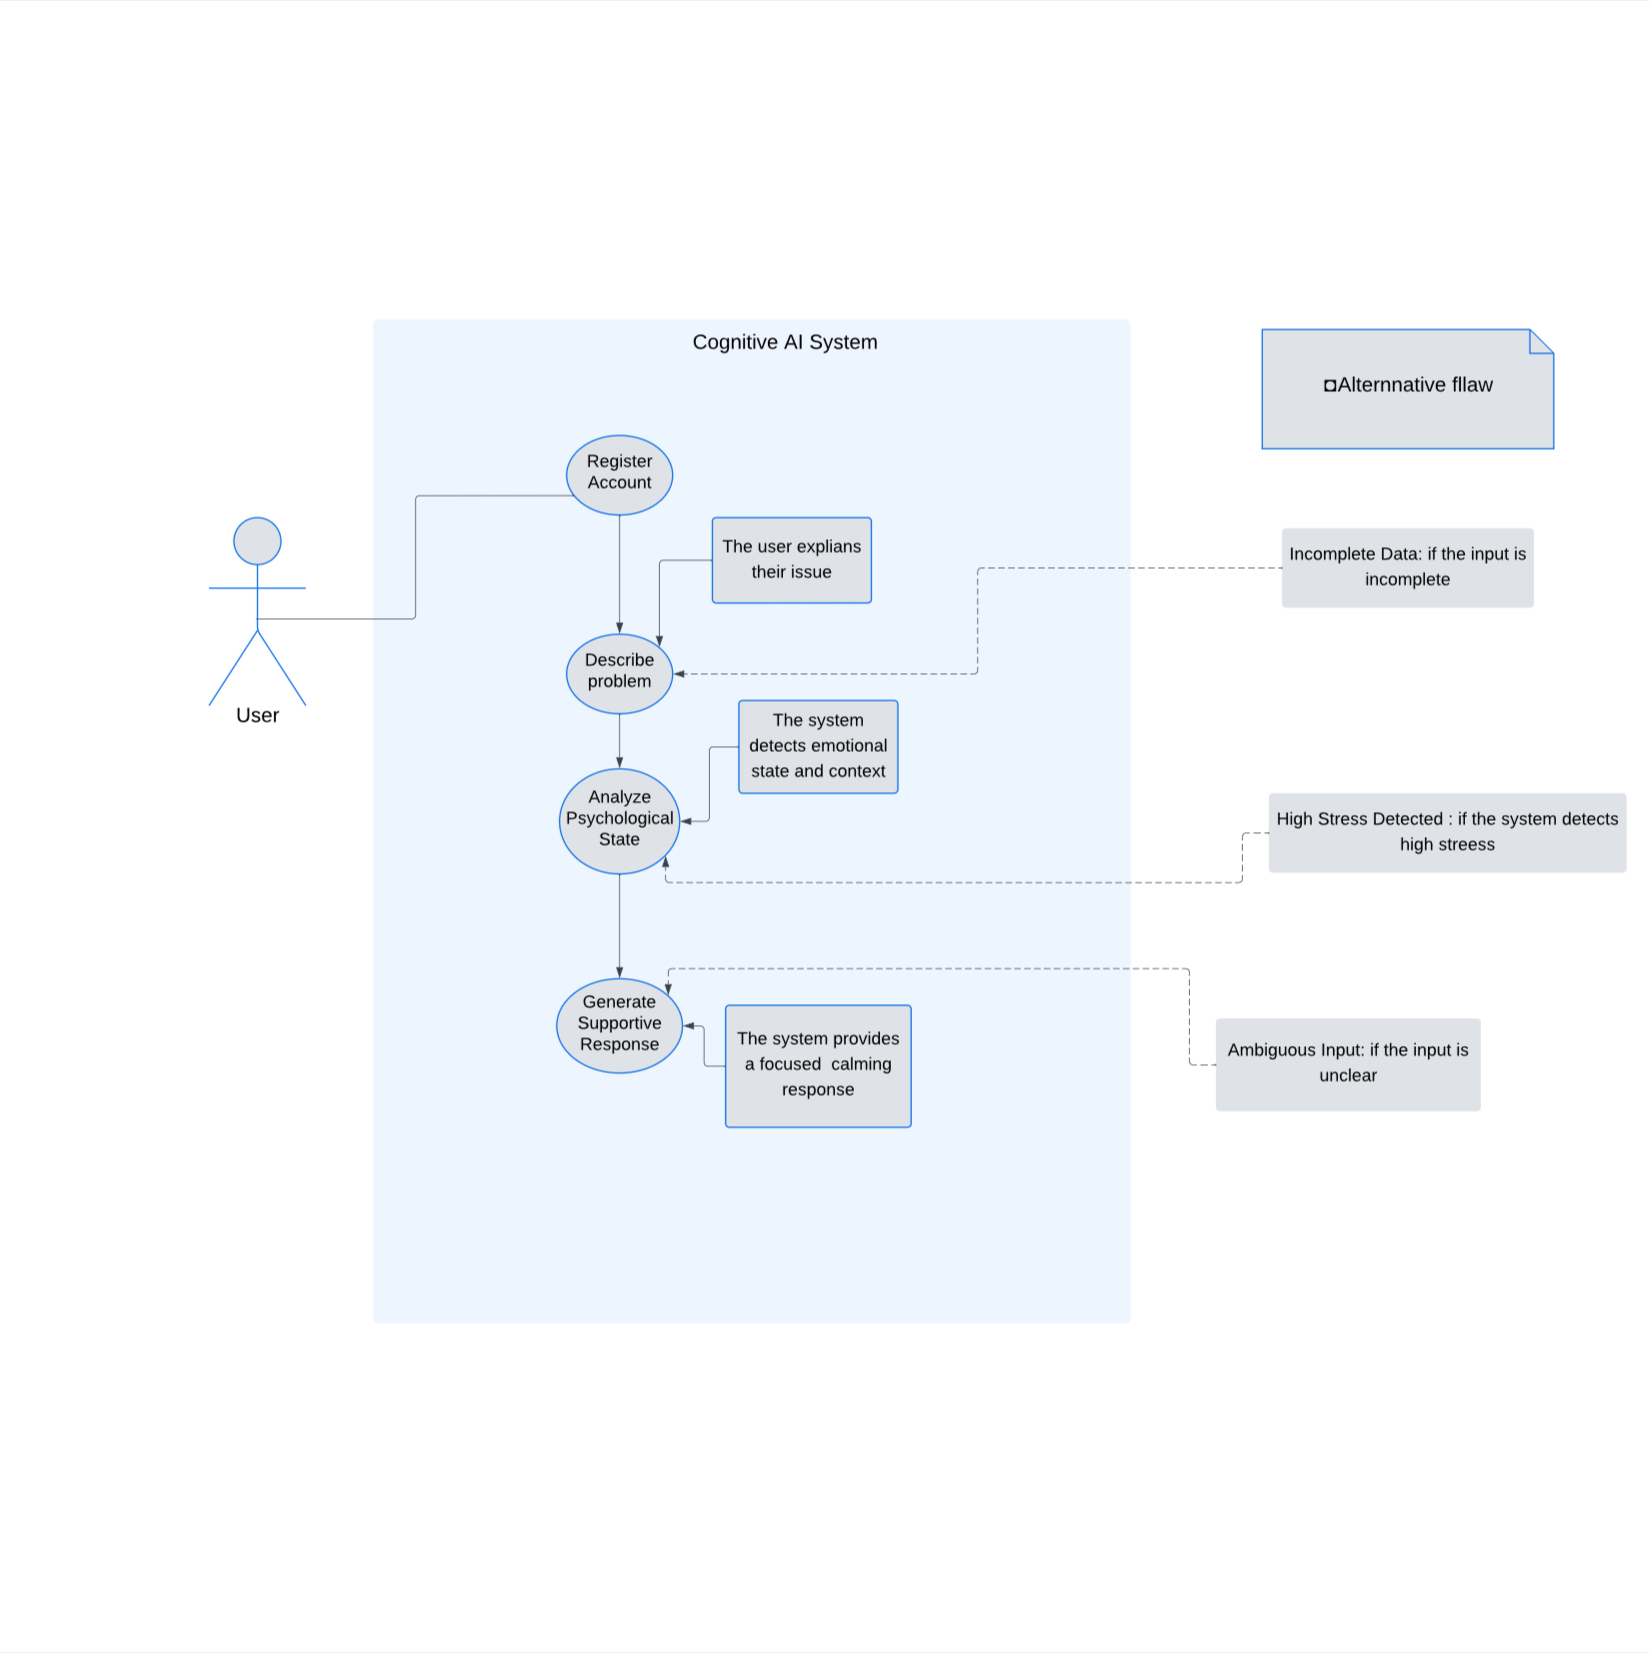 Cognitive AI System
◘Alternnative fllaw
Register
Account
The user explians
their issue
Incomplete Data: if the input is
incomplete
Describe
problem
User
The system
detects emotional
state and context
Analyze
Psychological
State
High Stress Detected : if the system detects
high streess
Generate
Supportive
Response
The system provides
a focused  calming
response
Ambiguous Input: if the input is
unclear